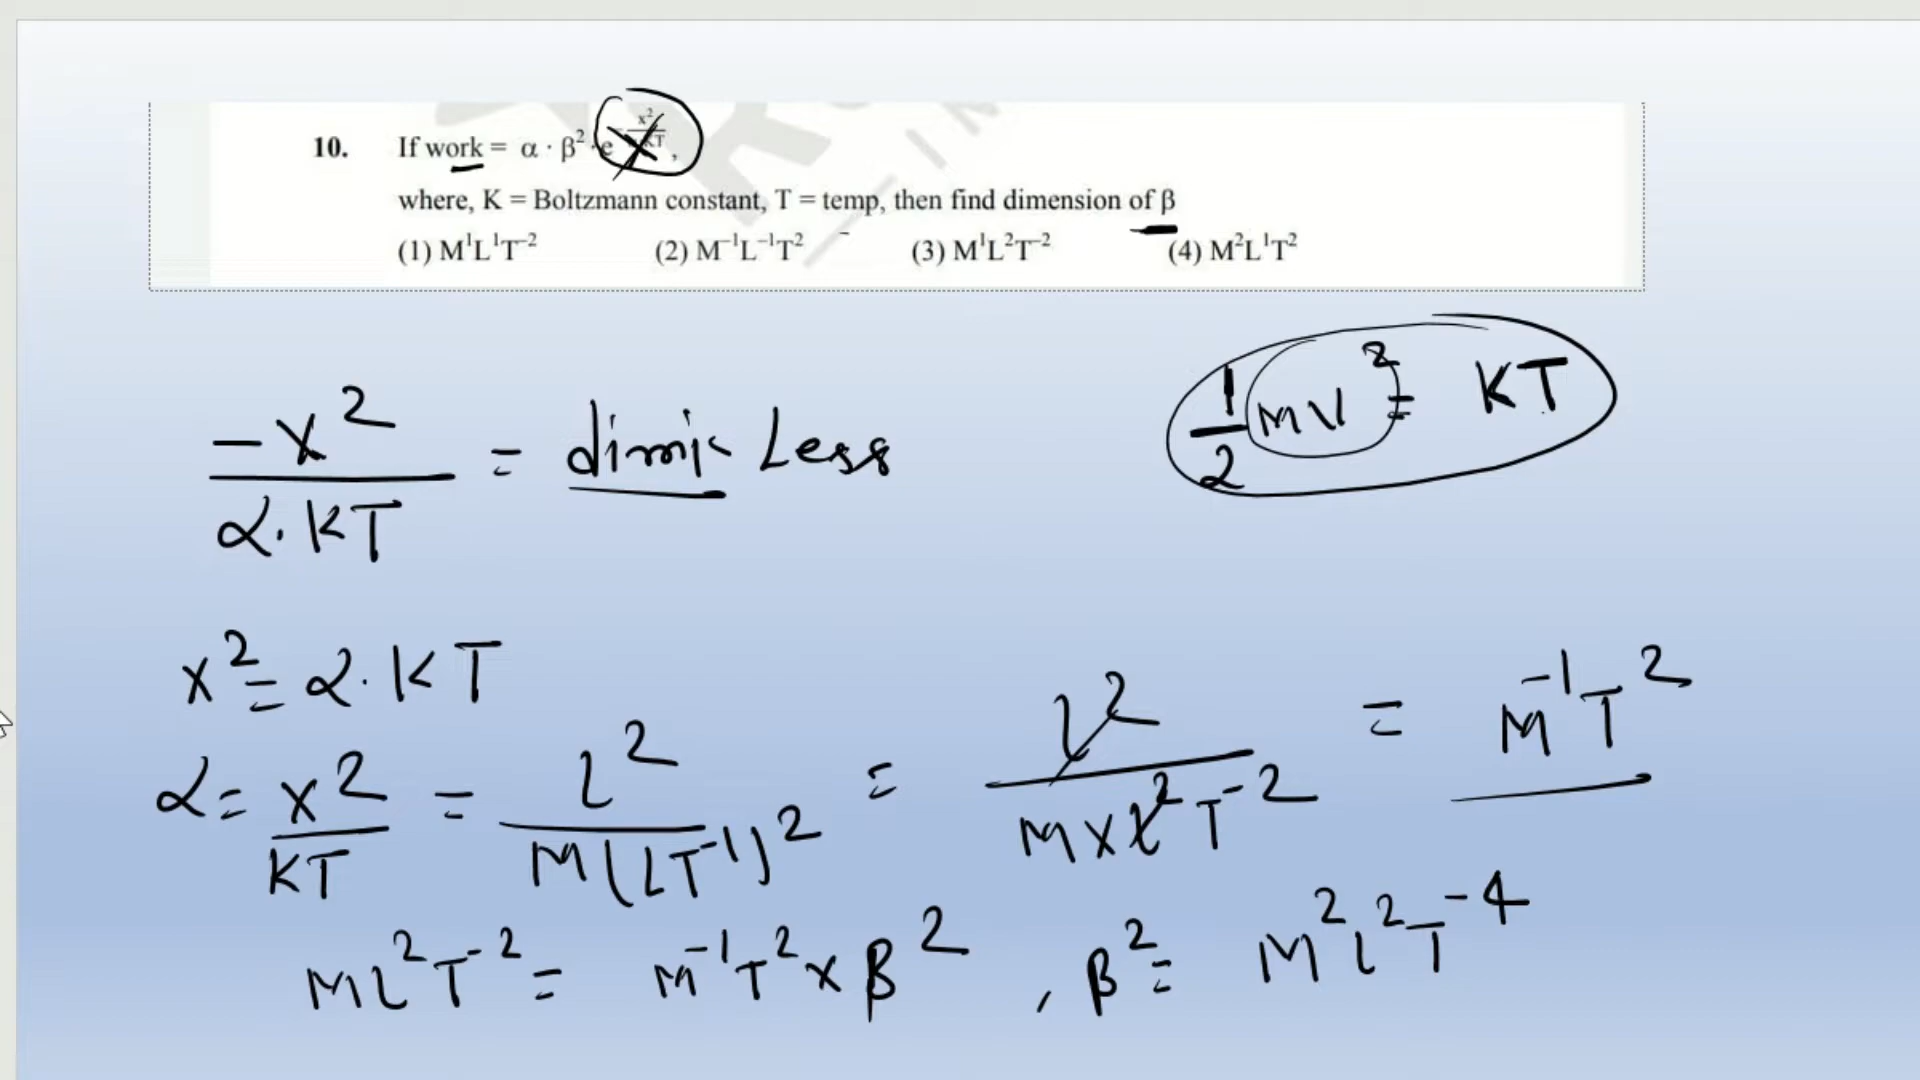 10. If work = α · β² · e x² KT ,
where, K = Boltzmann constant, T = temp, then find dimension of β
(1) M¹L¹T⁻² (2) M⁻¹L⁻¹T² (3) M¹L²T⁻² (4) M²L¹T²
1/2 MV² = KT
-x² / α.KT = dim Less
x² = α.KT
α = x²/KT = L² / M(LT⁻¹)² = L² / M×L²T⁻² = M⁻¹T²
ML²T⁻² = M⁻¹T² × β² , β² = M²L²T⁻⁴